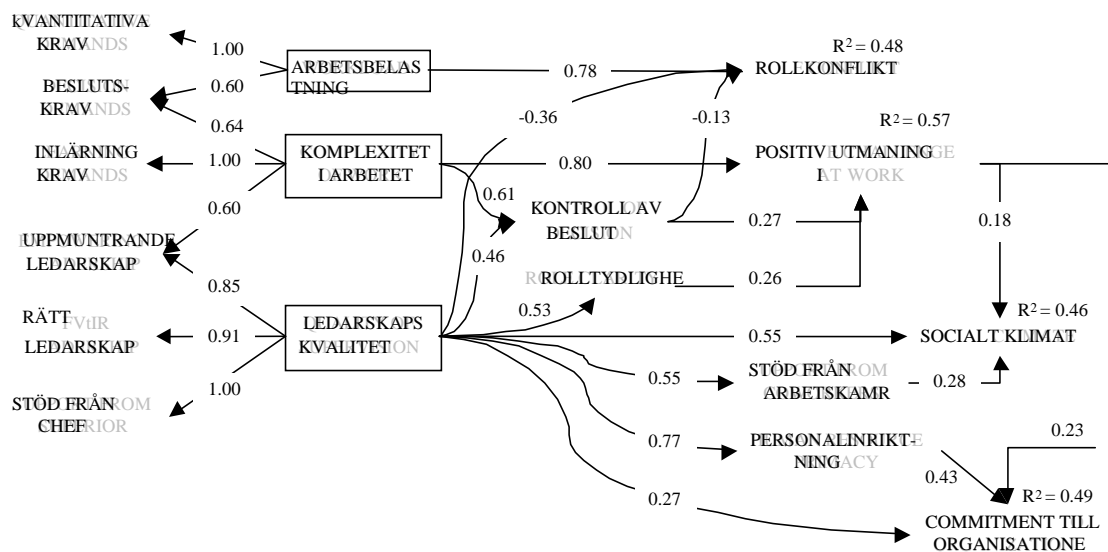 kVANTITATIVA
KRAV
BESLUTS-
KRAV
INLÄRNING
KRAV
UPPMUNTRANDE
LEDARSKAP
RÄTT
LEDARSKAP
STÖD FRÅN
CHEF
1.00
0.60
0.64
1.00
0.60
0.85
0.91
1.00
ARBETSBELAS
TNING
KOMPLEXITET
I ARBETET
LEDARSKAPS
KVALITET
0.78
-0.36
-0.13
0.80
0.61
0.46
0.53
KONTROLL AV
BESLUT
ROLLTYDLIGHE
0.27
0.26
0.55
0.55
0.77
0.27
R² = 0.48
ROLLKONFLIKT
R² = 0.57
POSITIV UTMANING
I
AT WORK
0.18
R² = 0.46
SOCIALT KLIMAT
STÖD FRÅN
ARBETSKAMR
0.28
PERSONALINRIKT-
NING
0.43
0.23
R² = 0.49
COMMITMENT TILL
ORGANISATIONE